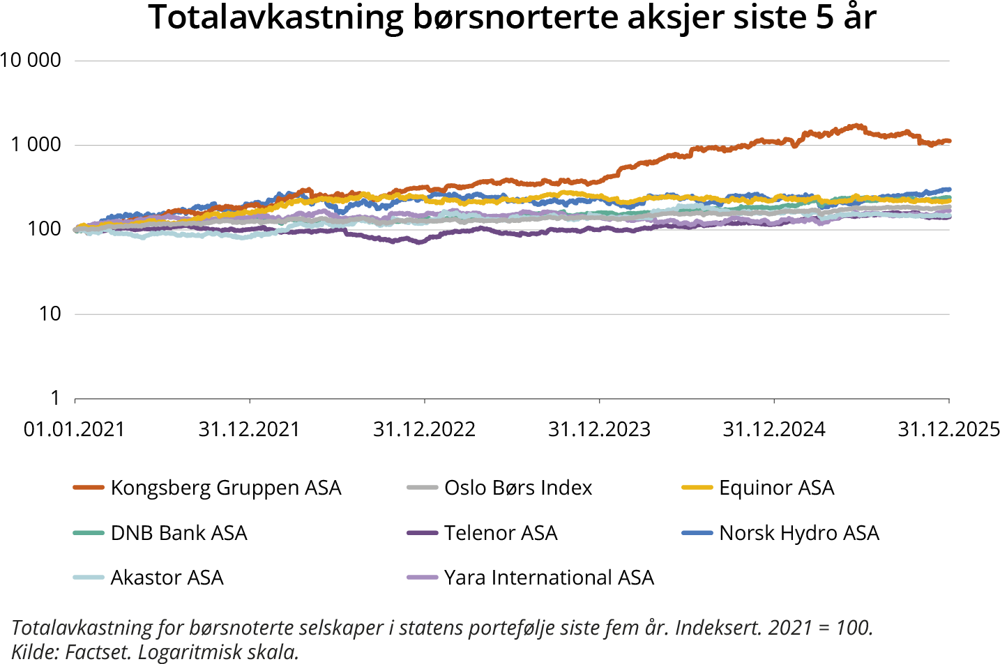 Totalavkastning børsnorterte aksjer siste 5 år
10 000
1 000
100
10
1
01.01.2021 31.12.2021 31.12.2022 31.12.2023 31.12.2024 31.12.2025
Kongsberg Gruppen ASA Oslo Børs Index Equinor ASA
DNB Bank ASA Telenor ASA Norsk Hydro ASA
Akastor ASA Yara International ASA
Totalavkastning for børsnoterte selskaper i statens portefølje siste fem år. Indeksert. 2021 = 100.
Kilde: Factset. Logaritmisk skala.